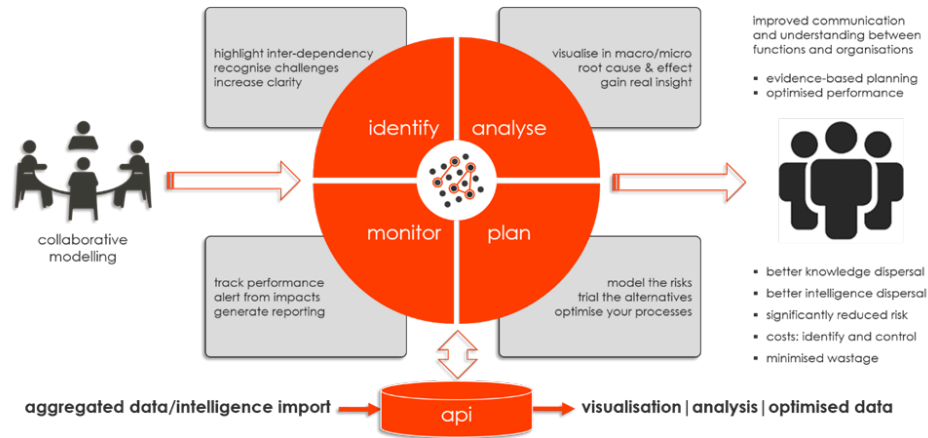 highlight inter-dependency
recognise challenges
increase clarity
visualise in macro/micro
root cause & effect
gain real insight
improved communication
and understanding between
functions and organisations
▪ evidence-based planning
▪ optimised performance
identify
analyse
collaborative
modelling
monitor
plan
track performance
alert from impacts
generate reporting
model the risks
trial the alternatives
optimise your processes
▪ better knowledge dispersal
▪ better intelligence dispersal
▪ significantly reduced risk
▪ costs: identify and control
▪ minimised wastage
aggregated data/intelligence import
api
visualisation|analysis|optimised data